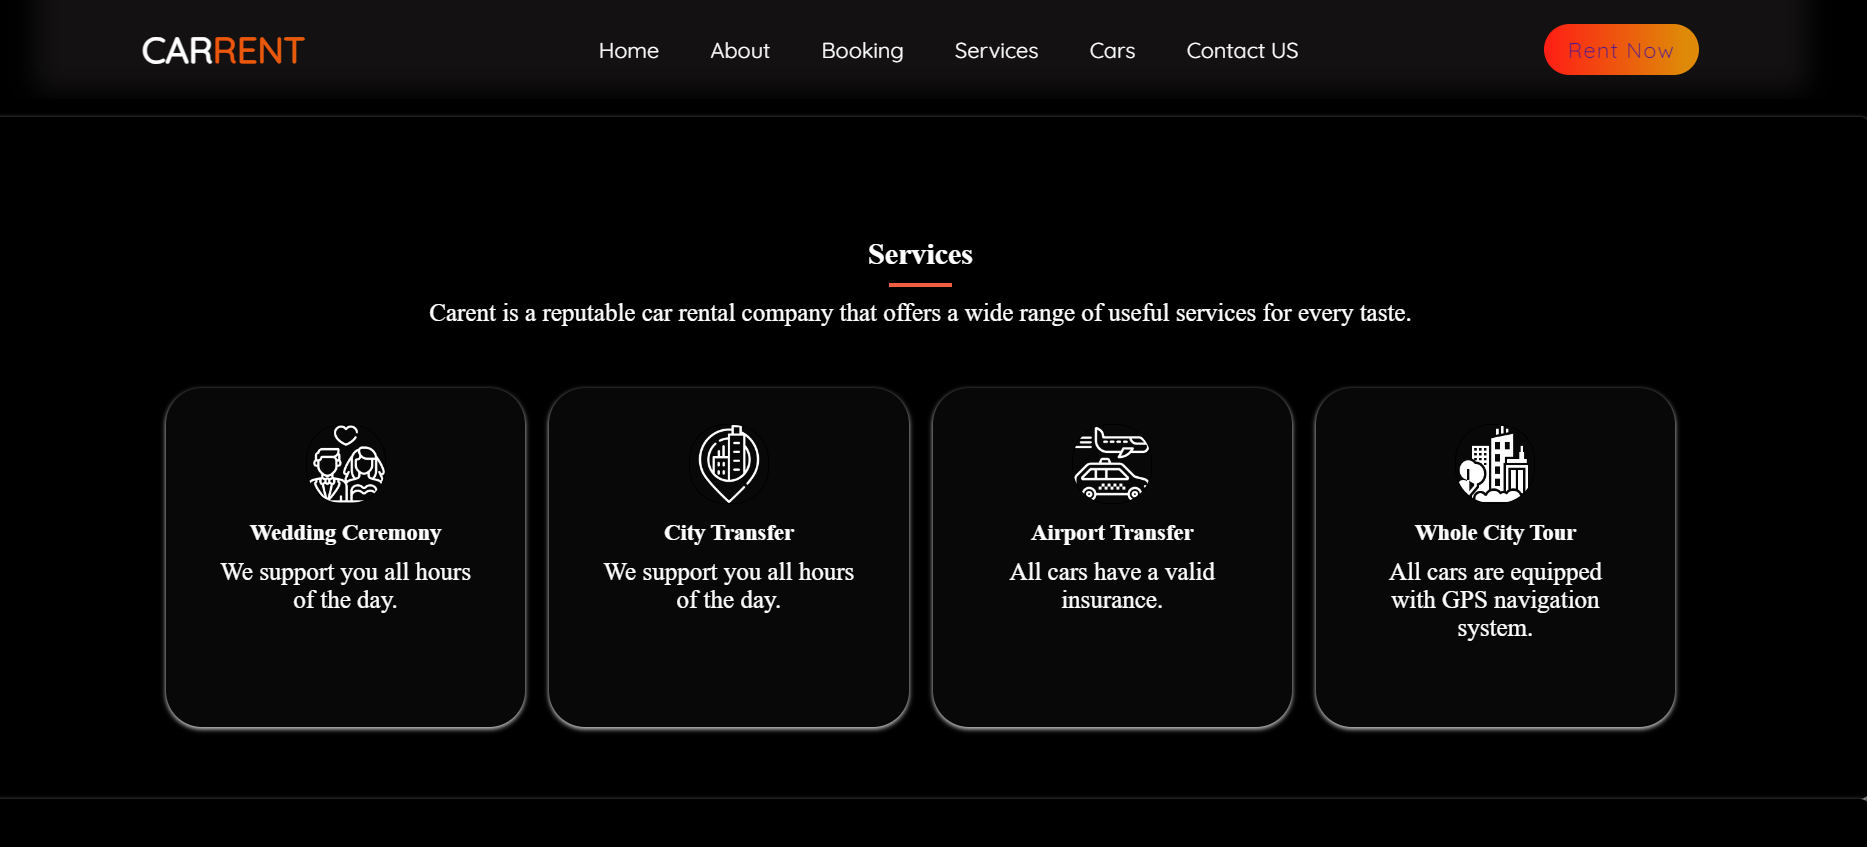 CARRENT
Home About Booking Services Cars Contact US
Rent Now
Services
Carent is a reputable car rental company that offers a wide range of useful services for every taste.
Wedding Ceremony
We support you all hours
of the day.
City Transfer
We support you all hours
of the day.
Airport Transfer
All cars have a valid
insurance.
Whole City Tour
All cars are equipped
with GPS navigation
system.